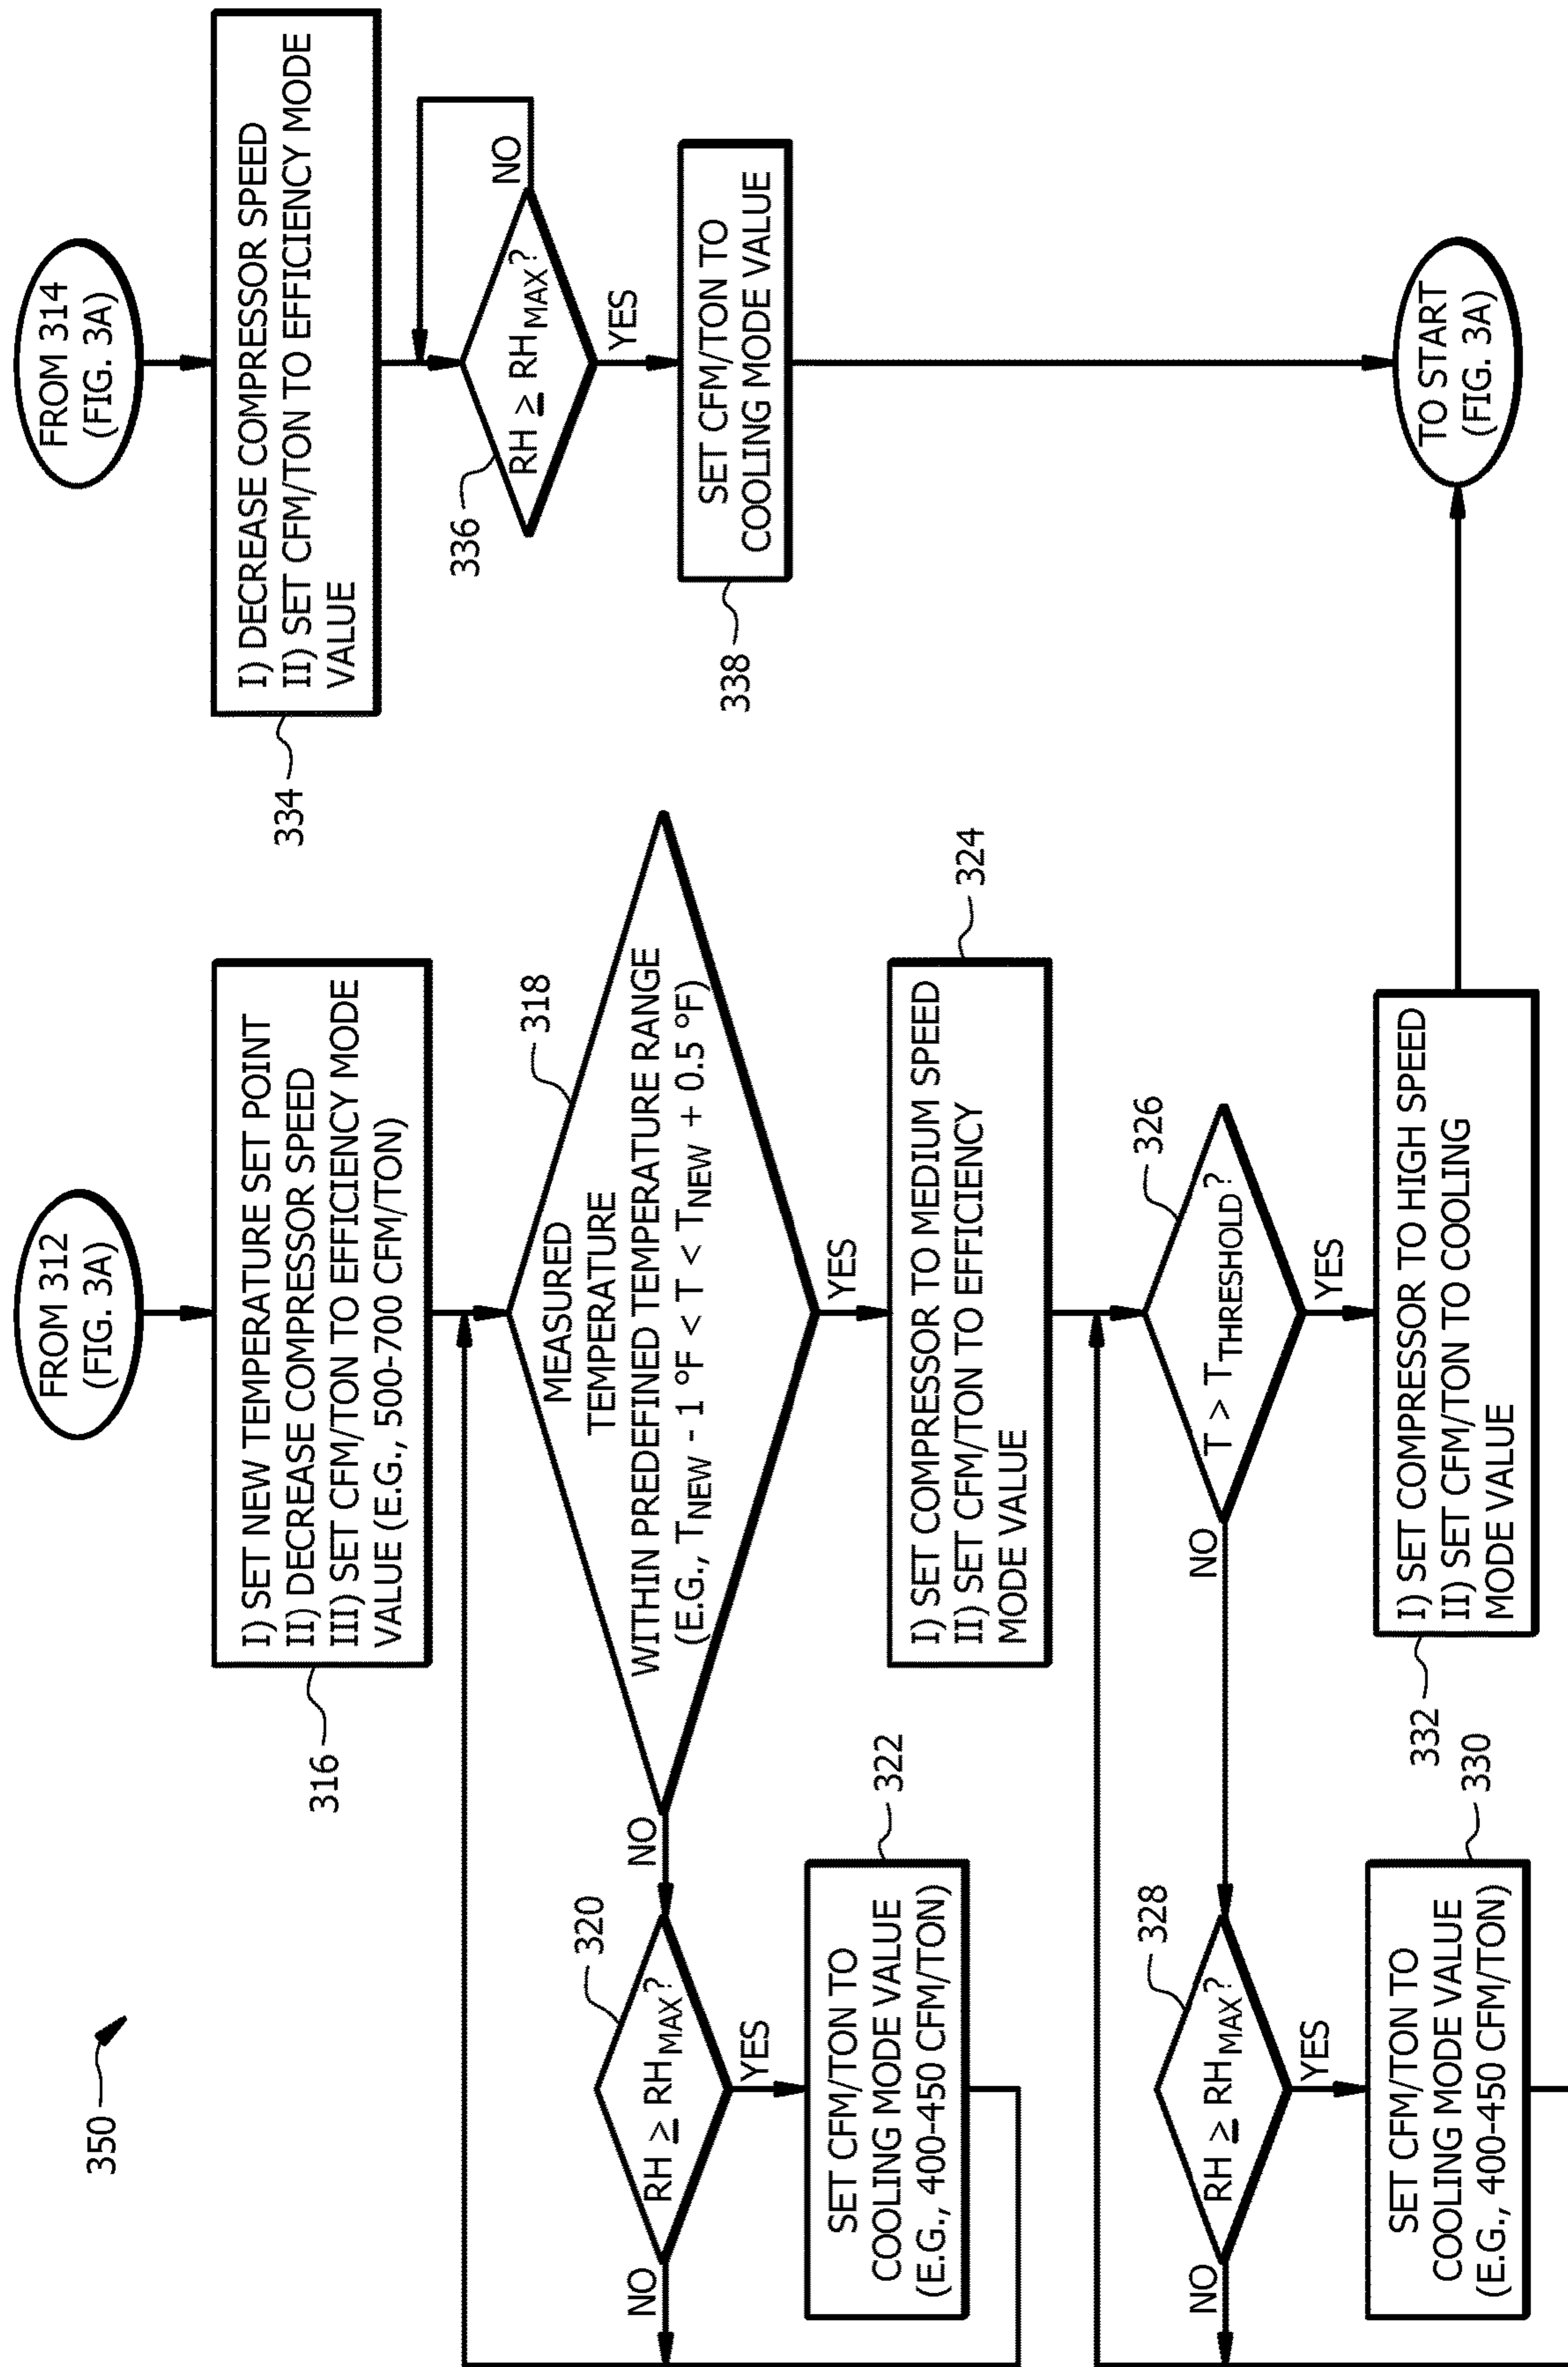 350
FROM 312
(FIG. 3A)
316
I) SET NEW TEMPERATURE SET POINT
II) DECREASE COMPRESSOR SPEED
III) SET CFM/TON TO EFFICIENCY MODE
VALUE (E.G., 500-700 CFM/TON)
318
MEASURED
TEMPERATURE
WITHIN PREDEFINED TEMPERATURE RANGE
(E.G., TNEW - 1 °F < T < TNEW + 0.5 °F)
NO
YES
320
RH ≥ RHMAX?
NO
YES
322
SET CFM/TON TO
COOLING MODE VALUE
(E.G., 400-450 CFM/TON)
324
I) SET COMPRESSOR TO MEDIUM SPEED
II) SET CFM/TON TO EFFICIENCY
MODE VALUE
326
T > TTHRESHOLD?
NO
YES
328
RH ≥ RHMAX?
NO
YES
330
SET CFM/TON TO
COOLING MODE VALUE
(E.G., 400-450 CFM/TON)
332
I) SET COMPRESSOR TO HIGH SPEED
II) SET CFM/TON TO COOLING
MODE VALUE
FROM 314
(FIG. 3A)
334
I) DECREASE COMPRESSOR SPEED
II) SET CFM/TON TO EFFICIENCY MODE
VALUE
336
RH ≥ RHMAX?
NO
YES
338
SET CFM/TON TO
COOLING MODE VALUE
TO START
(FIG. 3A)